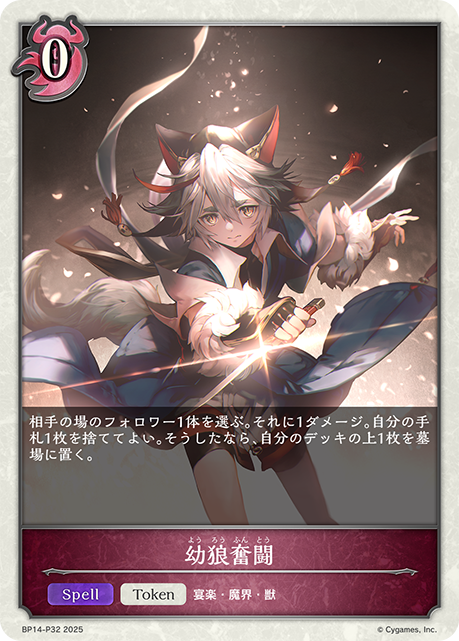 0
相手の場のフォロワー1体を選ぶ。それに1ダメージ。自分の手
札1枚を捨ててよい。そうしたなら、自分のデッキの上1枚を墓
場に置く。
よう ろう ふん とう
幼狼奮闘
Spell Token 宴楽・魔界・獣
BP14-P32 2025 © Cygames, Inc.